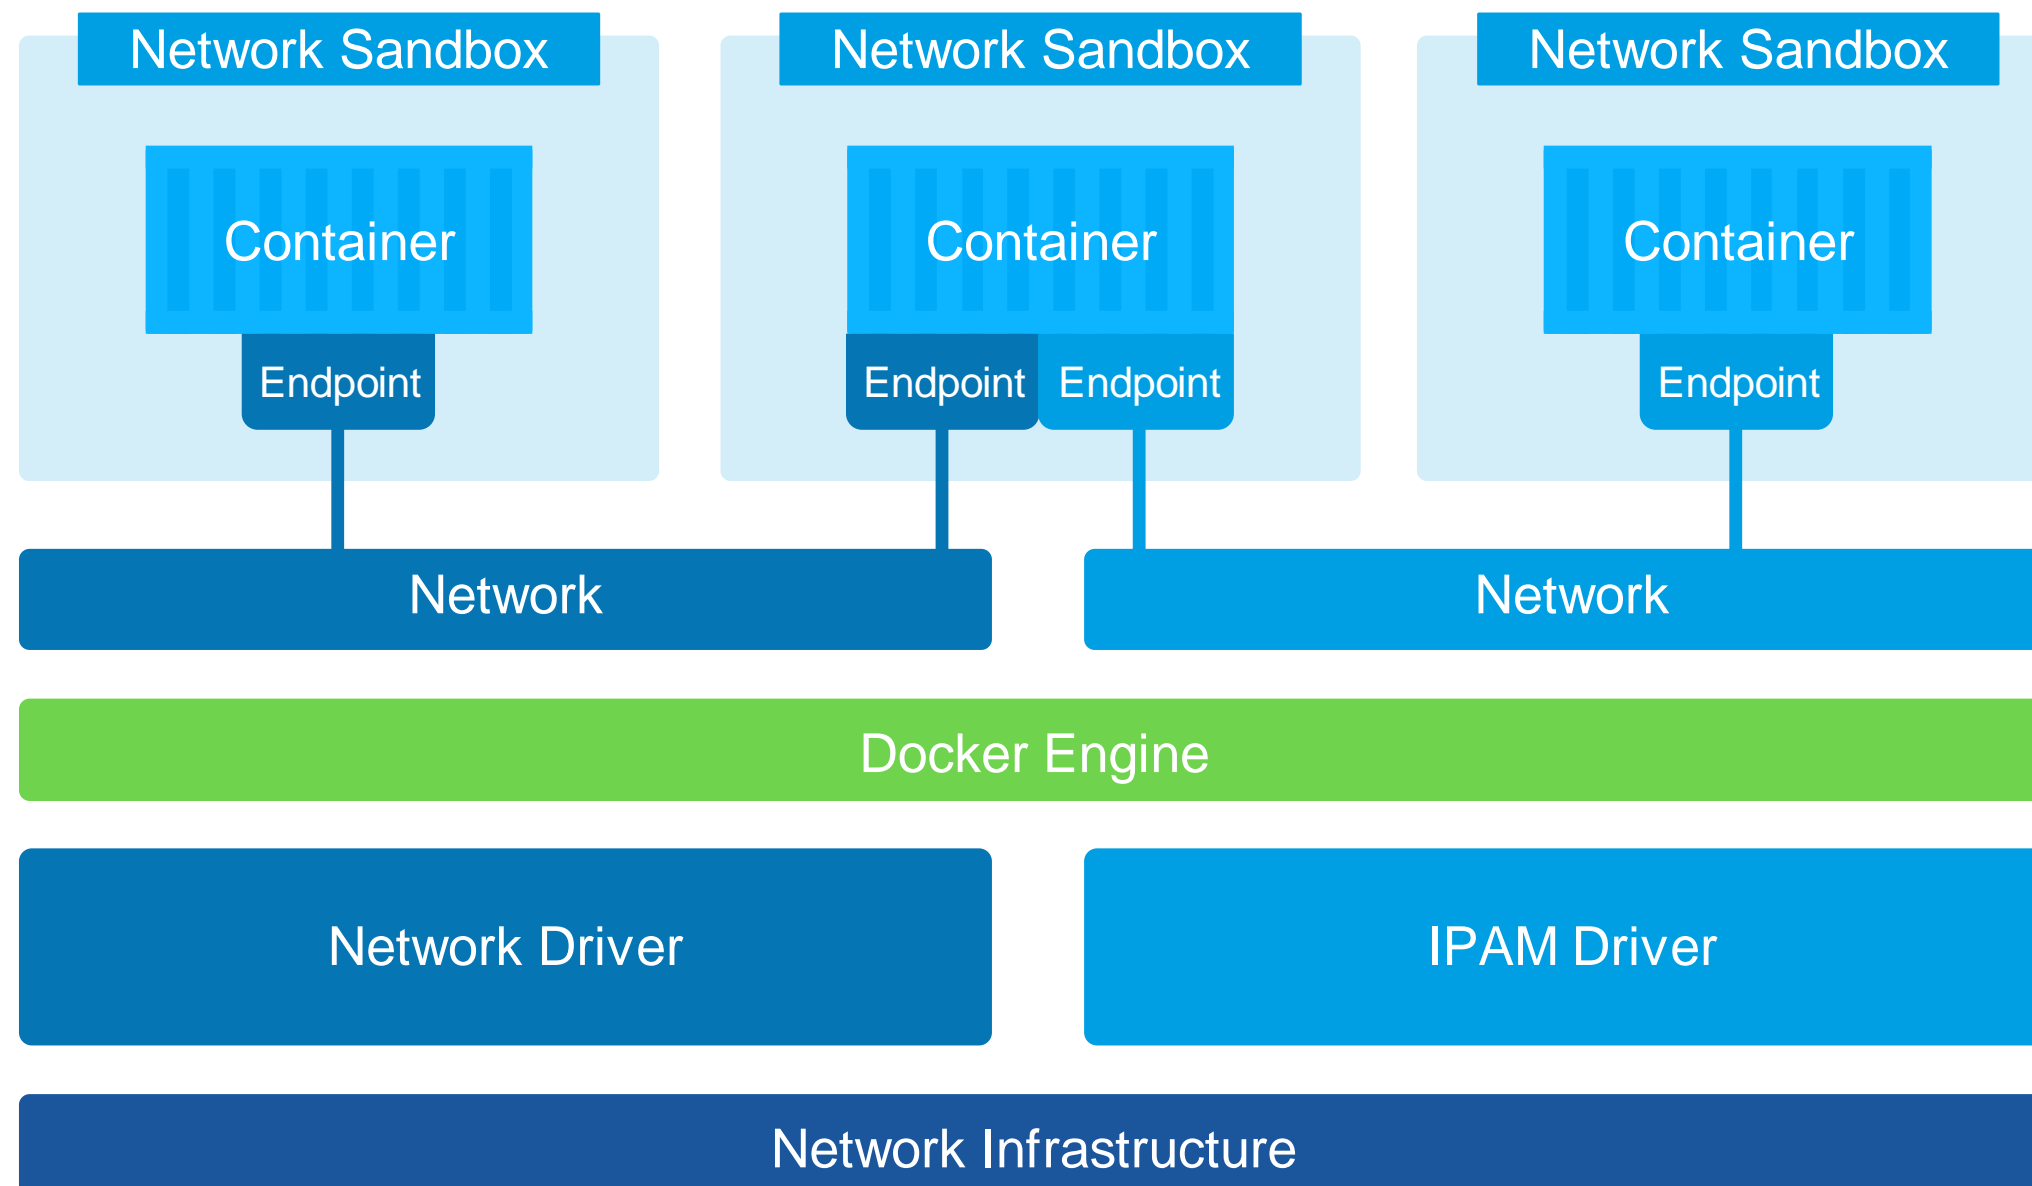 Network Sandbox
Network Sandbox
Network Sandbox
Container
Container
Container
Endpoint
Endpoint
Endpoint
Endpoint
Network
Network
Docker Engine
Network Driver
IPAM Driver
Network Infrastructure